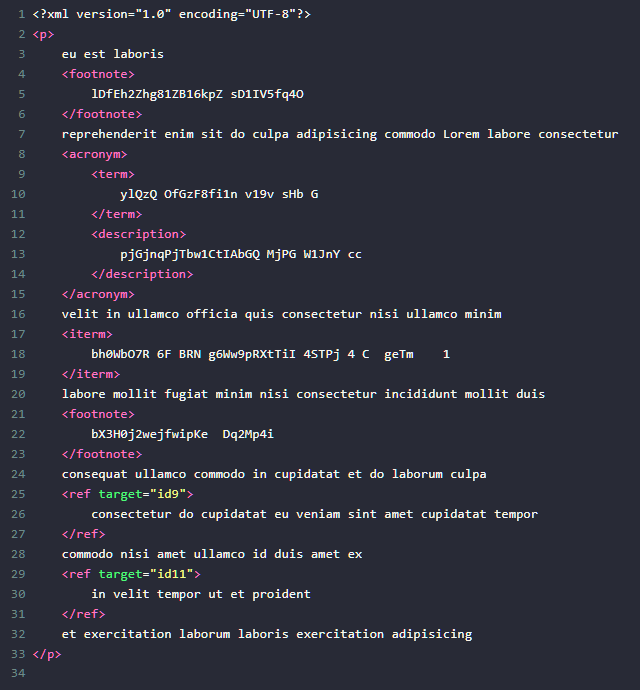 1 <?xml version="1.0" encoding="UTF-8"?>
2 <p>
3 eu est laboris
4 <footnote>
5 lDfEh2Zhg81ZB16kpZ sD1IV5fq4O
6 </footnote>
7 reprehenderit enim sit do culpa adipisicing commodo Lorem labore consectetur
8 <acronym>
9 <term>
10 ylQzQ OfGzF8fi1n v19v sHb G
11 </term>
12 <description>
13 pjGjnqPjTbw1CtIAbGQ MjPG W1JnY cc
14 </description>
15 </acronym>
16 velit in ullamco officia quis consectetur nisi ullamco minim
17 <iterm>
18 bh0WbO7R 6F BRN g6Ww9pRXtTiI 4STPj 4 C  geTm    1
19 </iterm>
20 labore mollit fugiat minim nisi consectetur incididunt mollit duis
21 <footnote>
22 bX3H0j2wejfwipKe  Dq2Mp4i
23 </footnote>
24 consequat ullamco commodo in cupidatat et do laborum culpa
25 <ref target="id9">
26 consectetur do cupidatat eu veniam sint amet cupidatat tempor
27 </ref>
28 commodo nisi amet ullamco id duis amet ex
29 <ref target="id11">
30 in velit tempor ut et proident
31 </ref>
32 et exercitation laborum laboris exercitation adipisicing
33 </p>
34